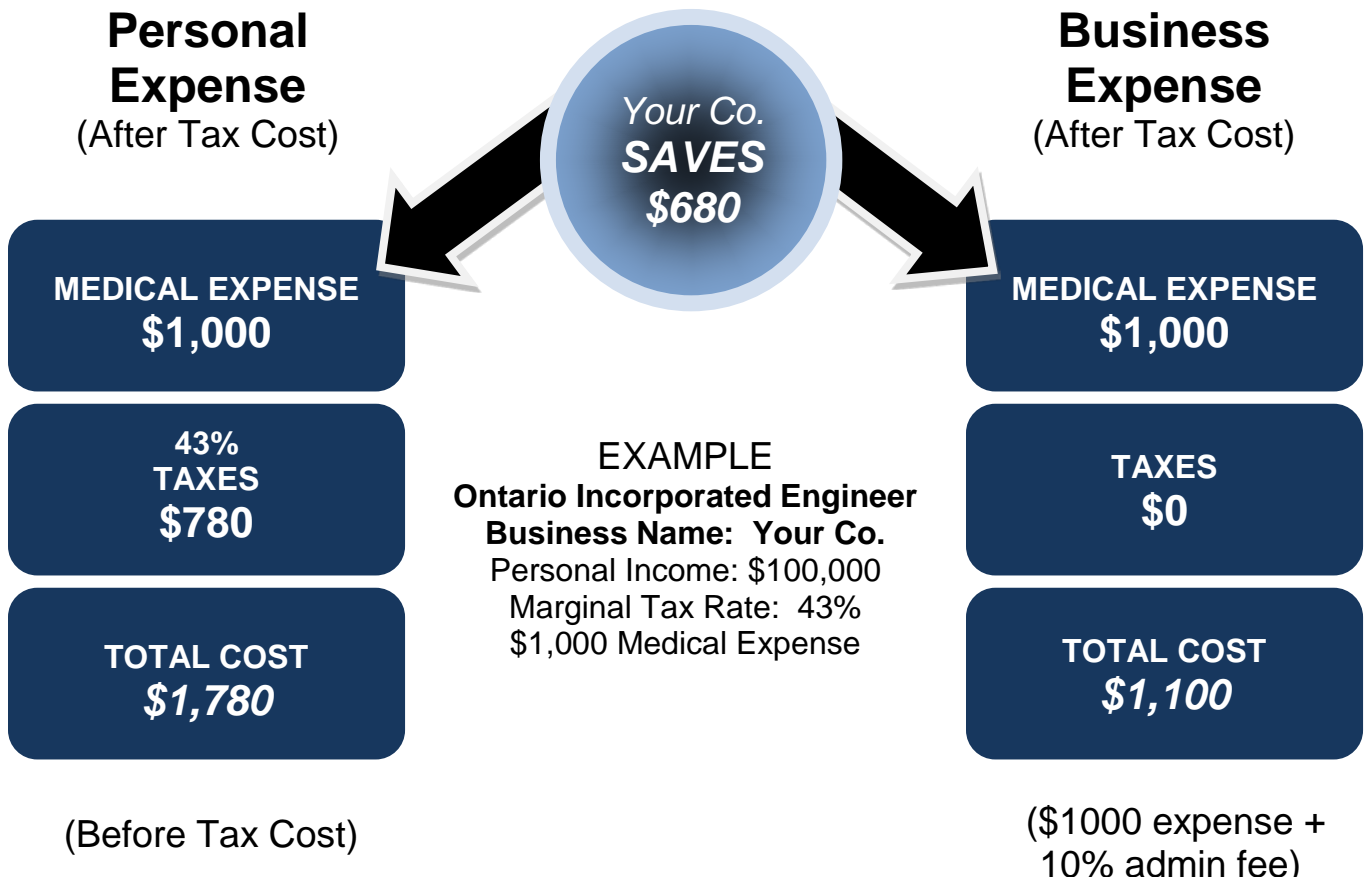 Personal
Expense
(After Tax Cost)
MEDICAL EXPENSE
$1,000
43%
TAXES
$780
TOTAL COST
$1,780
(Before Tax Cost)
Your Co.
SAVES
$680
EXAMPLE
Ontario Incorporated Engineer
Business Name: Your Co.
Personal Income: $100,000
Marginal Tax Rate: 43%
$1,000 Medical Expense
Business
Expense
(After Tax Cost)
MEDICAL EXPENSE
$1,000
TAXES
$0
TOTAL COST
$1,100
($1000 expense +
10% admin fee)